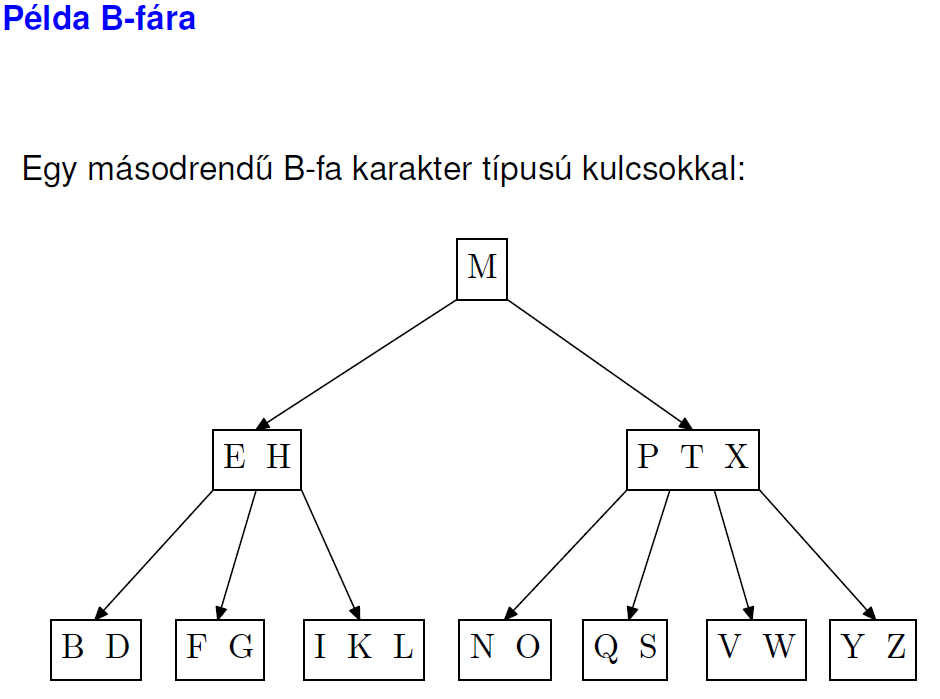 Példa B-fára
Egy másodrendű B-fa karakter típusú kulcsokkal:
M
E H
P T X
B D
F G
I K L
N O
Q S
V W
Y Z